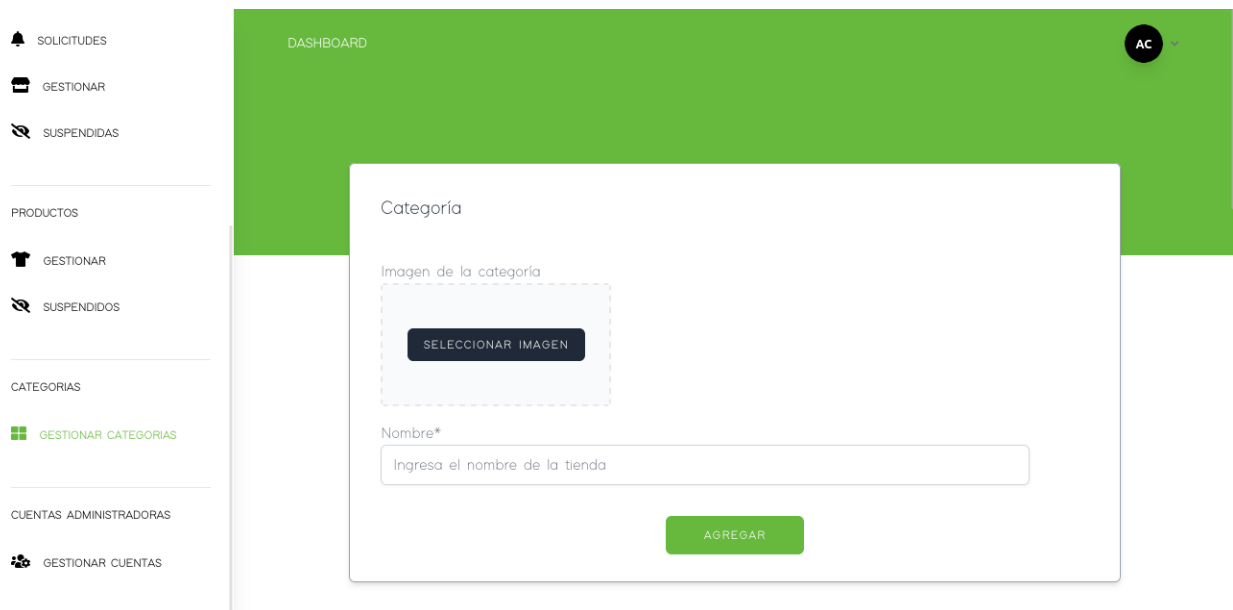 SOLICITUDES
GESTIONAR
SUSPENDIDAS
PRODUCTOS
GESTIONAR
SUSPENDIDOS
CATEGORIAS
GESTIONAR CATEGORIAS
CUENTAS ADMINISTRADORAS
GESTIONAR CUENTAS
DASHBOARD
AC
Categoría
Imagen de la categoría
SELECCIONAR IMAGEN
Nombre*
Ingresa el nombre de la tienda
AGREGAR